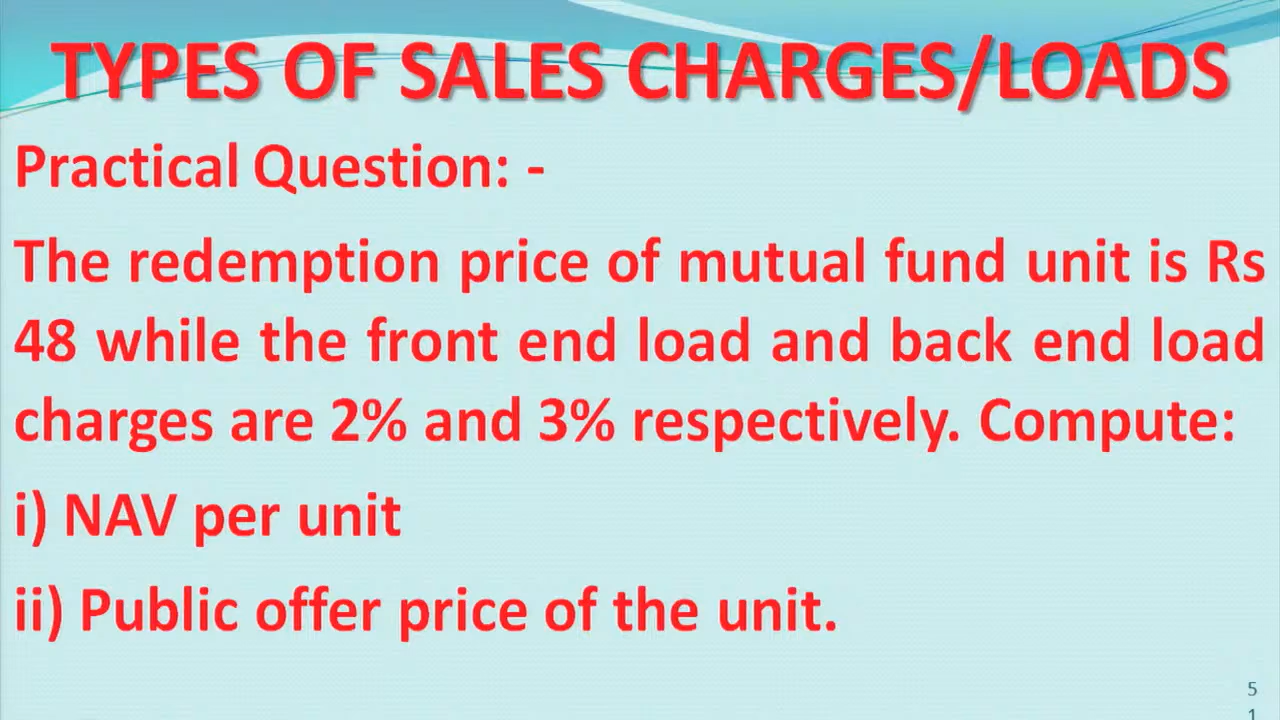 TYPES OF SALES CHARGES/LOADS
Practical Question: -
The redemption price of mutual fund unit is Rs
48 while the front end load and back end load
charges are 2% and 3% respectively. Compute:
i) NAV per unit
ii) Public offer price of the unit.
5
1